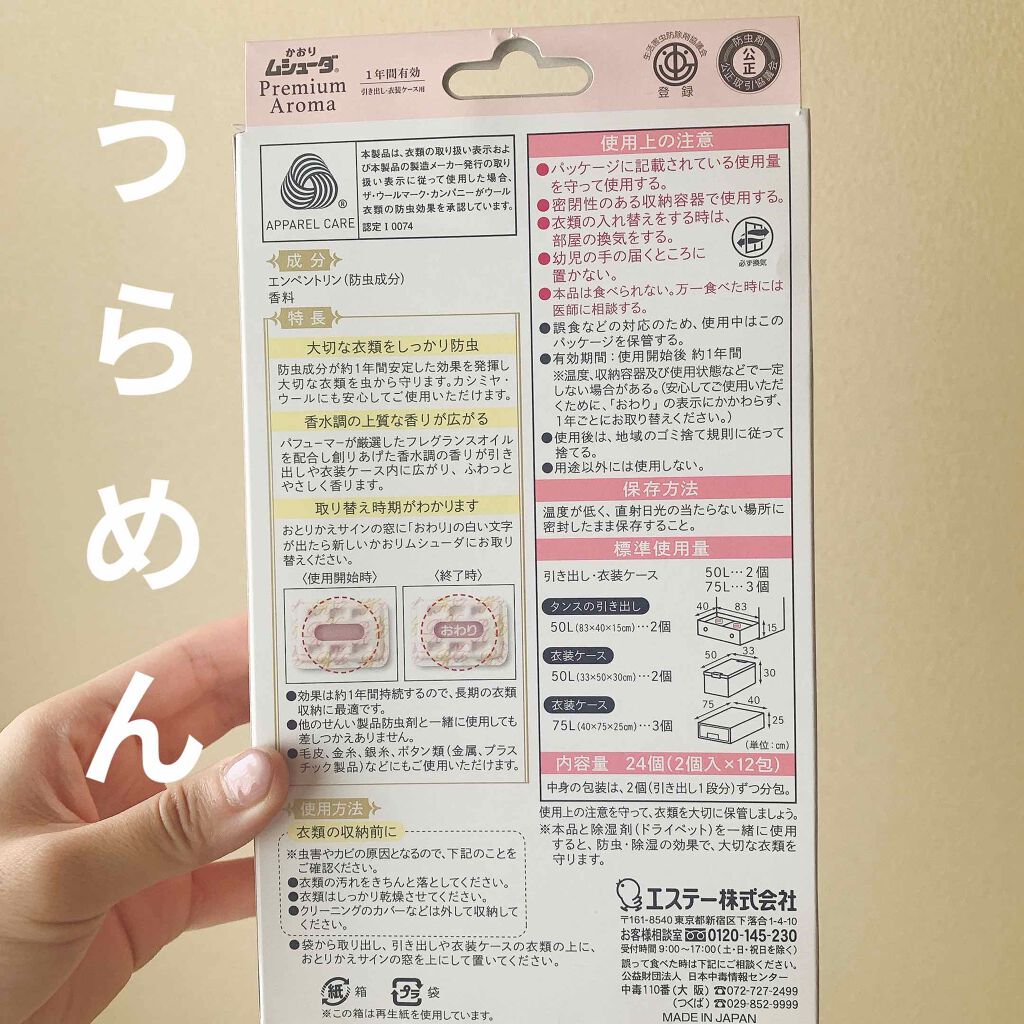 うらめん
かおり
ムシューダ®
Premium
Aroma
1年間有効
引き出し・衣装ケース用
生活害虫防除剤協議会
登録
防虫剤
公正
公正取引協議会
APPAREL CARE
®
本製品は、衣類の取り扱い表示およ
び本製品の製造メーカー発行の取り
扱い表示に従って使用した場合、
ザ・ウールマーク・カンパニーがウール
衣類の防虫効果を承認しています。
認定 I 0074
成分
エンペントリン(防虫成分)
香料
特長
大切な衣類をしっかり防虫
防虫成分が約1年間安定した効果を発揮し
大切な衣類を虫から守ります。カシミヤ・
ウールにも安心してご使用いただけます。
香水調の上質な香りが広がる
パフューマーが厳選したフレグランスオイル
を配合し創りあげた香水調の香りが引き
出しや衣装ケース内に広がり、ふわっと
やさしく香ります。
取り替え時期がわかります
おとりかえサインの窓に「おわり」の白い文字
が出たら新しいかおりムシューダにお取り
替えください。
〈使用開始時〉
〈終了時〉
おわり
●効果は約1年間持続するので、長期の衣類
収納に最適です。
●他のせんい製品防虫剤と一緒に使用しても
差しつかえありません。
●毛皮、金糸、銀糸、ボタン類(金属、プラス
チック製品)などにもご使用いただけます。
使用方法
衣類の収納前に
※虫害やカビの原因となるので、下記のことを
ご確認ください。
●衣類の汚れをきちんと落としてください。
●衣類はしっかり乾燥させてください。
●クリーニングのカバーなどは外して収納して
ください。
●袋から取り出し、引き出しや衣装ケースの衣類の上に、
おとりかえサインの窓を上にして置いてください。
紙 箱
プラ 袋
※この箱は再生紙を使用しています。
使用上の注意
●パッケージに記載されている使用量
を守って使用する。
●密閉性のある収納容器で使用する。
●衣類の入れ替えをする時は、
部屋の換気をする。
必ず換気
●幼児の手の届くところに
置かない。
●本品は食べられない。万一食べた時には
医師に相談する。
●誤食などの対応のため、使用中はこの
パッケージを保管する。
●有効期間:使用開始後 約1年間
※温度、収納容器及び使用状態などで一定
しない場合がある。(安心してご使用いただ
くために、「おわり」の表示にかかわらず、
1年ごとにお取替えください。)
●使用後は、地域のゴミ捨て規則に従って
捨てる。
●用途以外には使用しない。
保存方法
温度が低く、直射日光の当たらない場所に
密封したまま保存すること。
標準使用量
引き出し・衣装ケース 50L…2個
75L…3個
タンスの引き出し
50L(83×40×15cm)…2個
40 83
15
衣装ケース
50L(33×50×30cm)…2個
50 33
30
衣装ケース
75L(40×75×25cm)…3個
75 40
25
(単位:cm)
内容量 24個(2個入×12包)
中身の包装は、2個(引き出し1段分)ずつ分包。
使用上の注意を守って、衣類を大切に保管しましょう。
※本品と除湿剤(ドライペット)を一緒に使用
すると、防虫・除湿の効果で、大切な衣類を
守ります。
エステー株式会社
〒161-8540 東京都新宿区下落合1-4-10
お客様相談室 0120-145-230
受付時間 9:00〜17:00(土・日・祝日を除く)
誤って食べた時は下記にご相談ください。
公益財団法人 日本中毒情報センター
中毒110番(大 阪)☎072-727-2499
(つくば)☎029-852-9999
MADE IN JAPAN